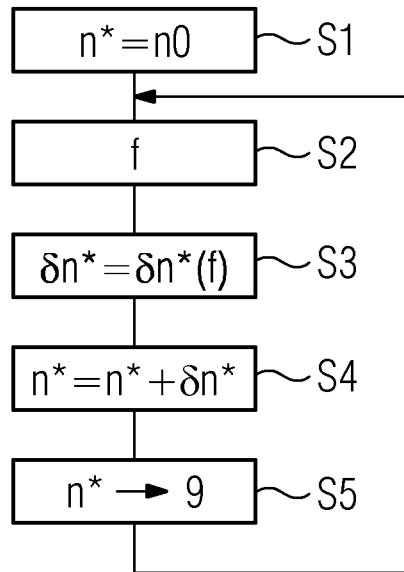 n* = n0 S1
f S2
δn* = δn*(f) S3
n* = n* + δn* S4
n* → 9 S5